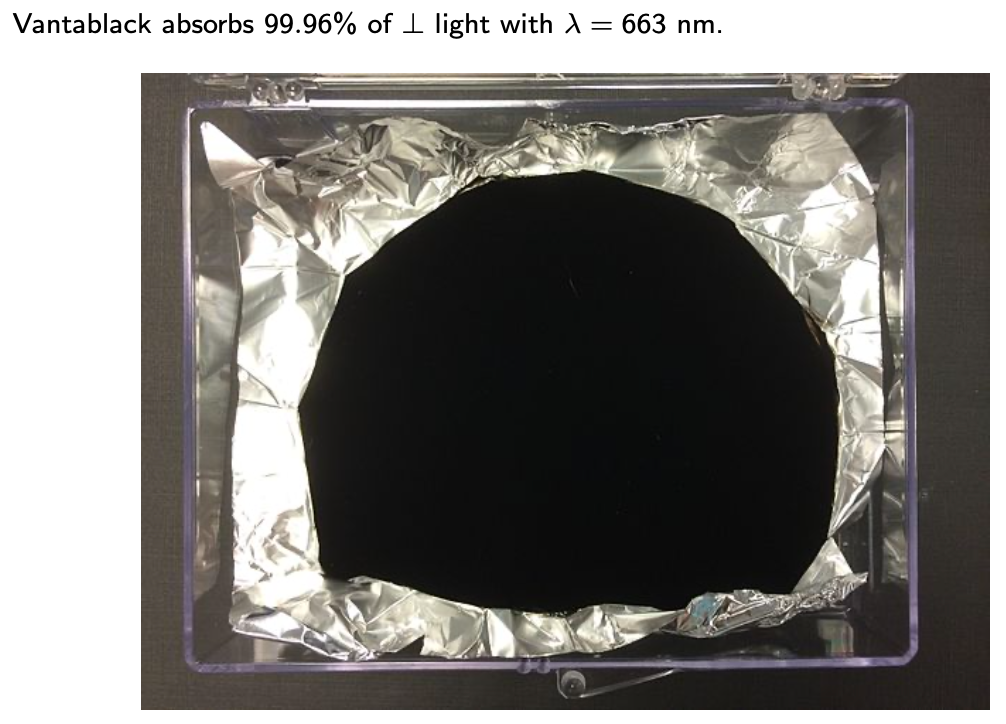 Vantablack absorbs 99.96% of ⊥ light with λ = 663 nm.